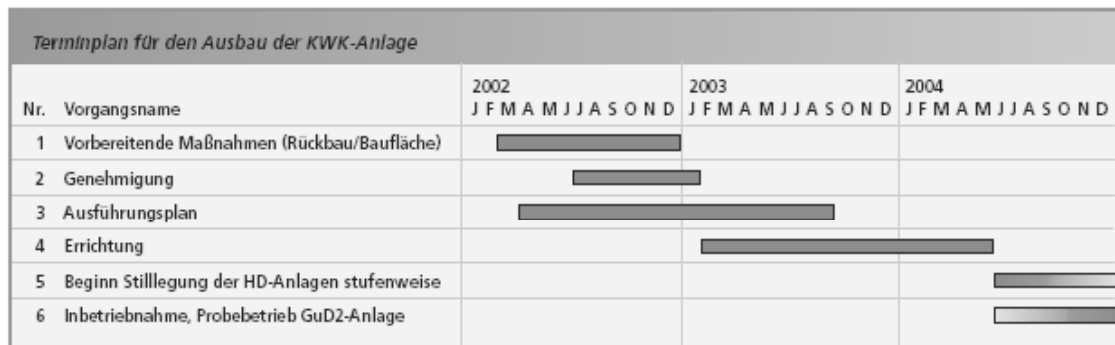 Terminplan für den Ausbau der KWK-Anlage
2002 2003 2004
Nr. Vorgangsname J F M A M J J A S O N D J F M A M J J A S O N D J F M A M J J A S O N D
1 Vorbereitende Maßnahmen (Rückbau/Baufläche)
2 Genehmigung
3 Ausführungsplan
4 Errichtung
5 Beginn Stilllegung der HD-Anlagen stufenweise
6 Inbetriebnahme, Probebetrieb GuD2-Anlage